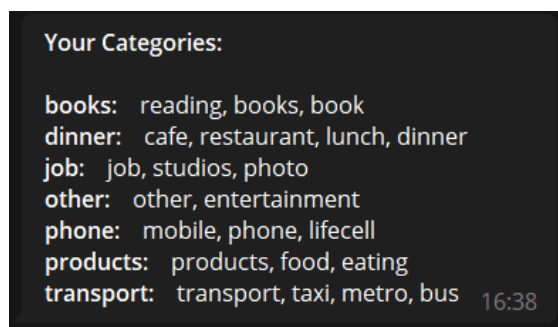 Your Categories:
books: reading, books, book
dinner: cafe, restaurant, lunch, dinner
job: job, studios, photo
other: other, entertainment
phone: mobile, phone, lifecell
products: products, food, eating
transport: transport, taxi, metro, bus 16:38